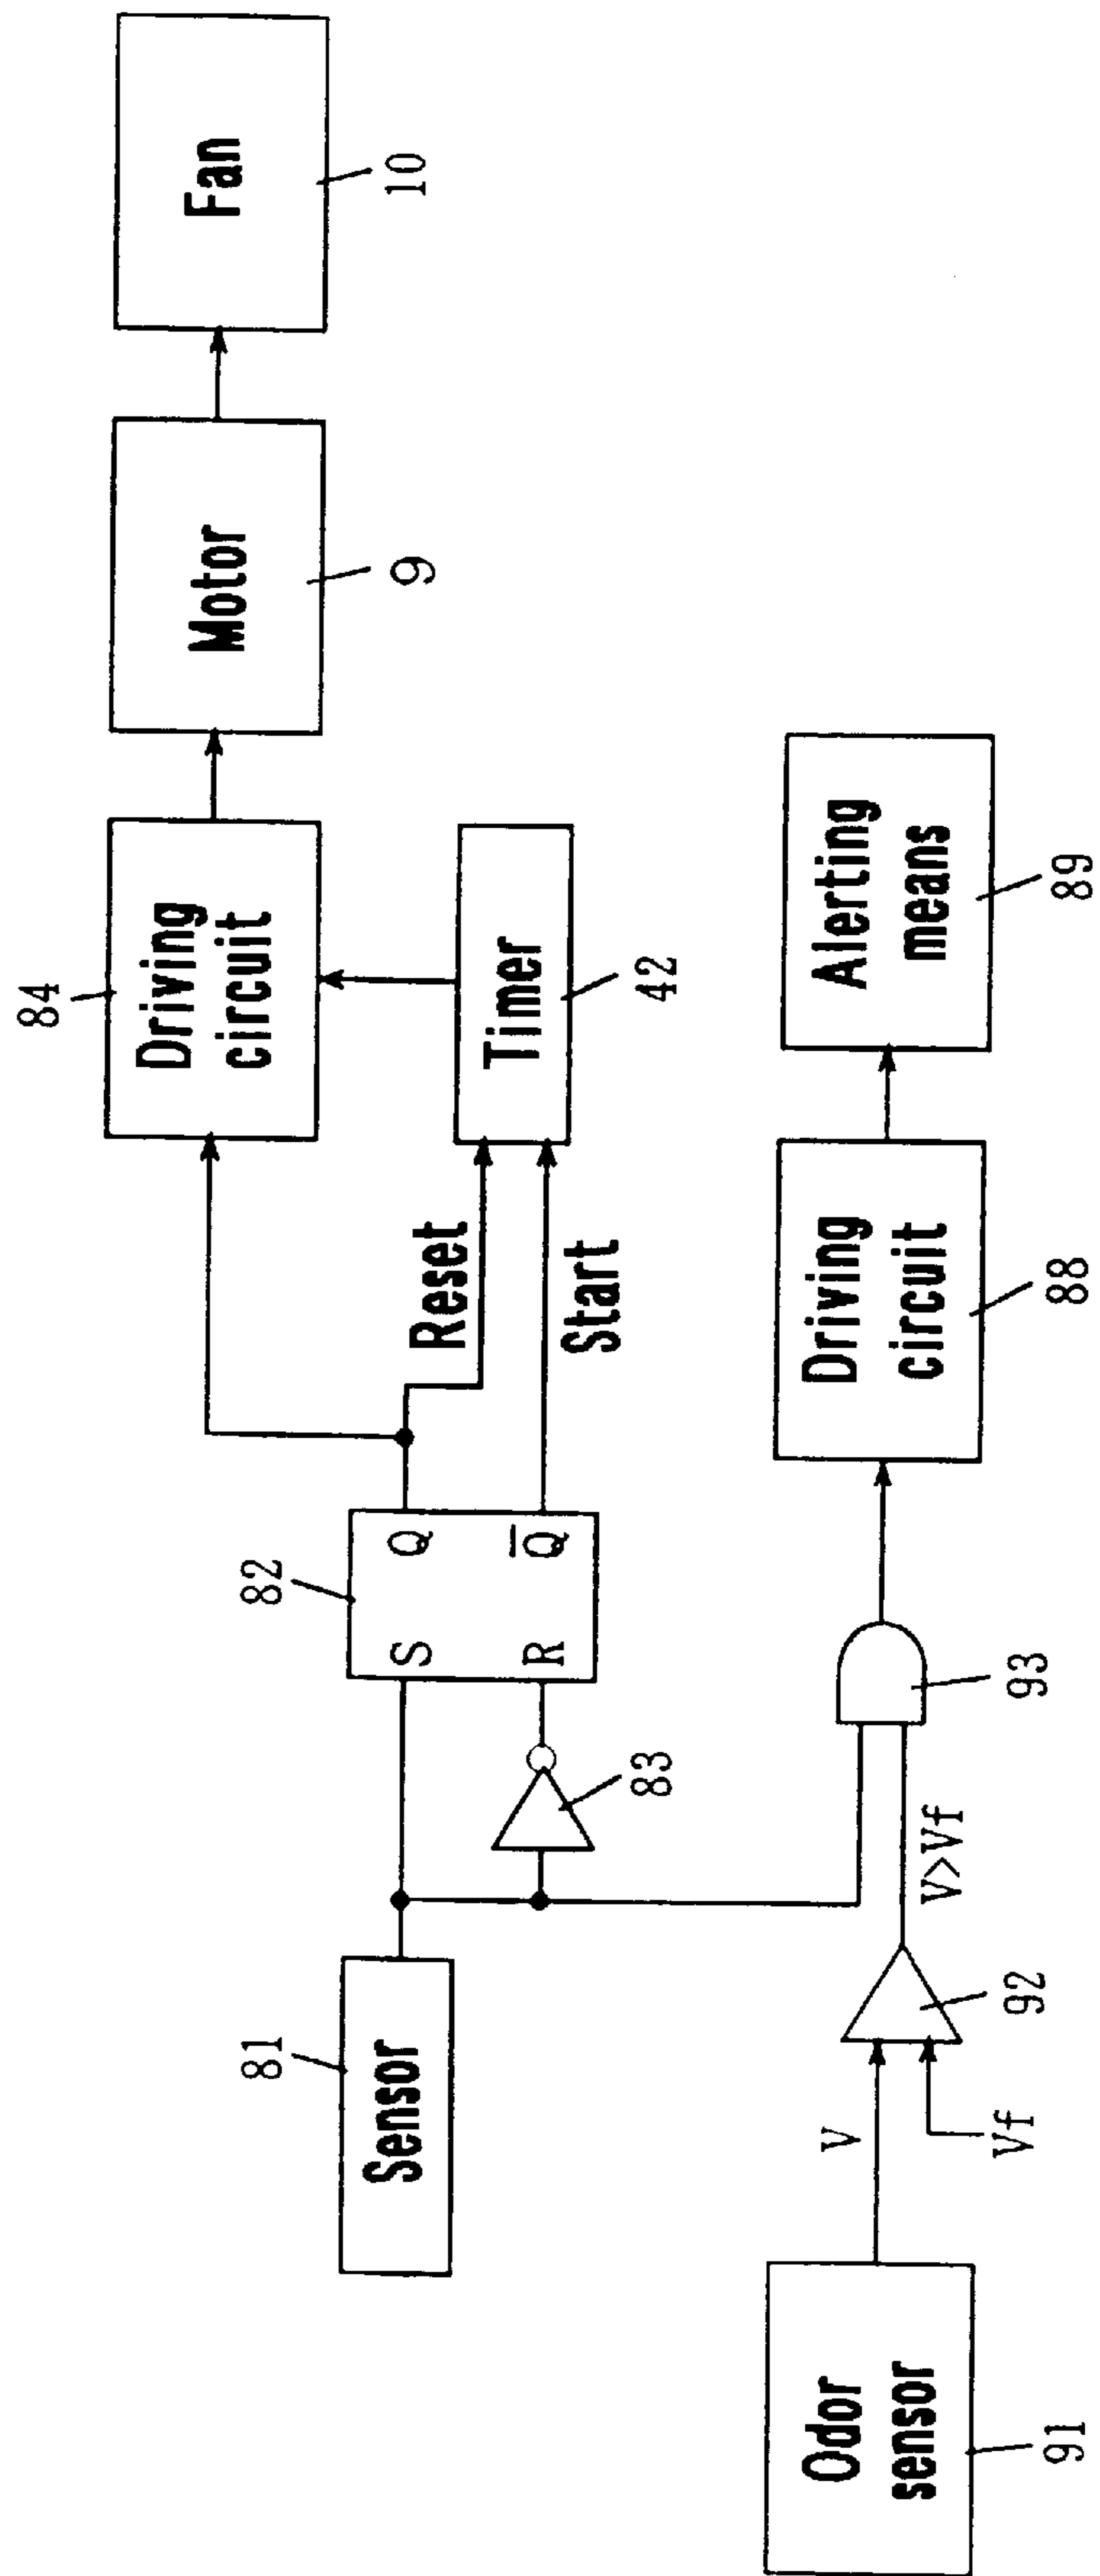 84
Driving
circuit
Motor
9
Fan
10
81
Sensor
82
S
Q
R
Q̅
83
Reset
Start
Timer
42
Odor
sensor
91
V
Vf
92
V>Vf
93
Driving
circuit
88
Alerting
means
89